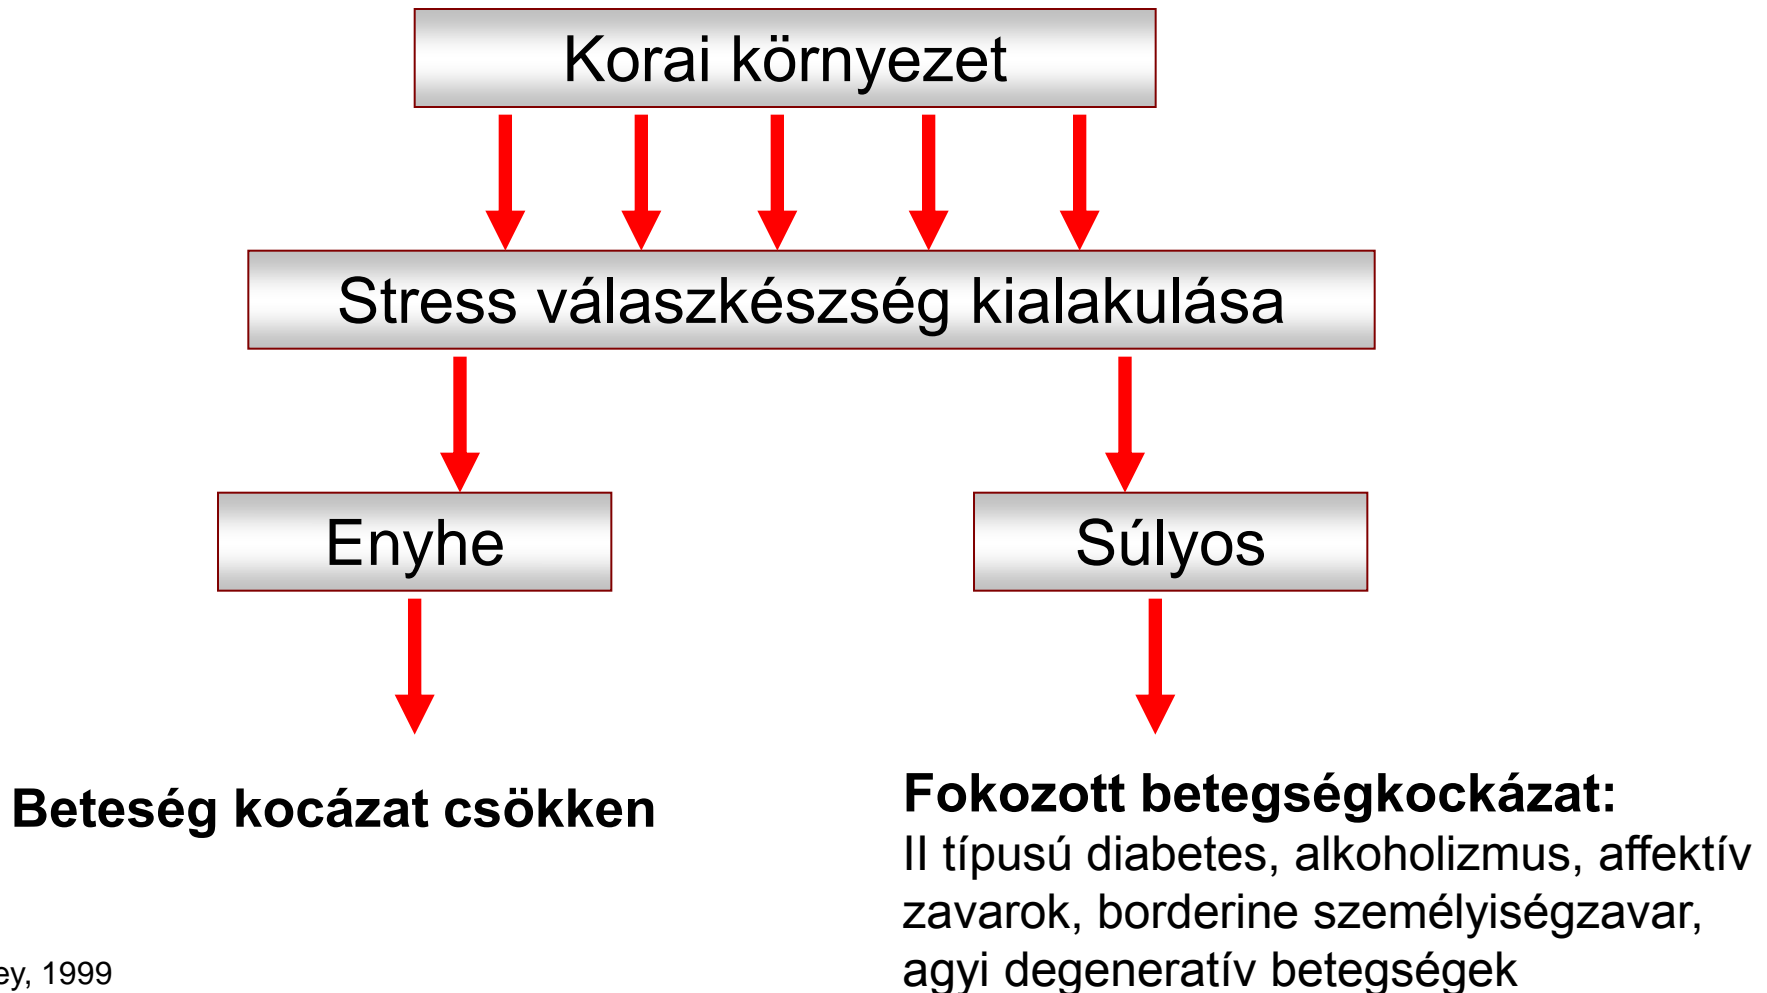 Korai környezet
Stress válaszkészség kialakulása
Enyhe
Súlyos
Beteség kocázat csökken
Fokozott betegségkockázat:
II típusú diabetes, alkoholizmus, affektív
zavarok, borderine személyiségzavar,
agyi degeneratív betegségek
ey, 1999